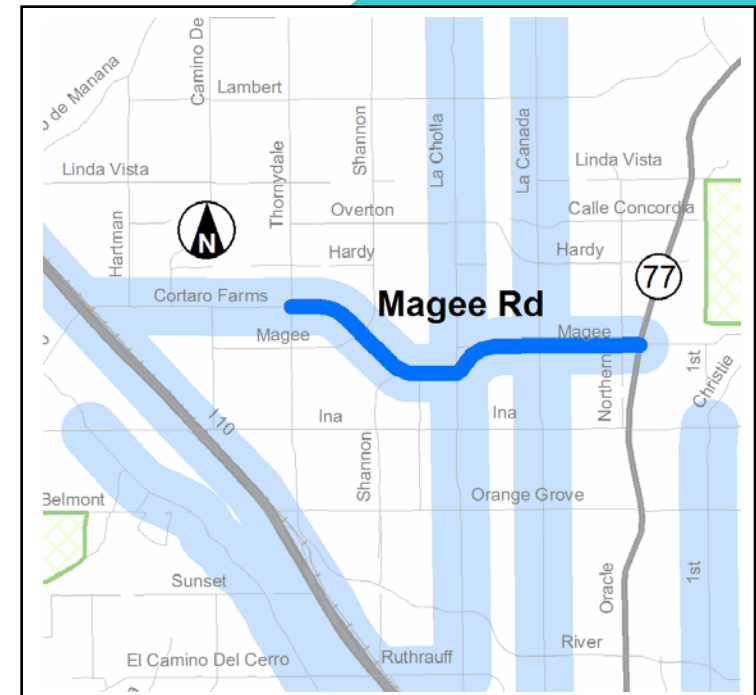 o de Manana
Camino De
Lambert
Thornydale
Shannon
La Cholla
La Canada
Linda Vista
Linda Vista
Hartman
Overton
Calle Concordia
N
Hardy
Hardy
77
Cortaro Farms
Magee Rd
Magee
Magee
Northern
1st
Christie
I 10
Ina
Ina
Shannon
Belmont
Orange Grove
Sunset
Oracle
1st
El Camino Del Cerro
Ruthrauff
River